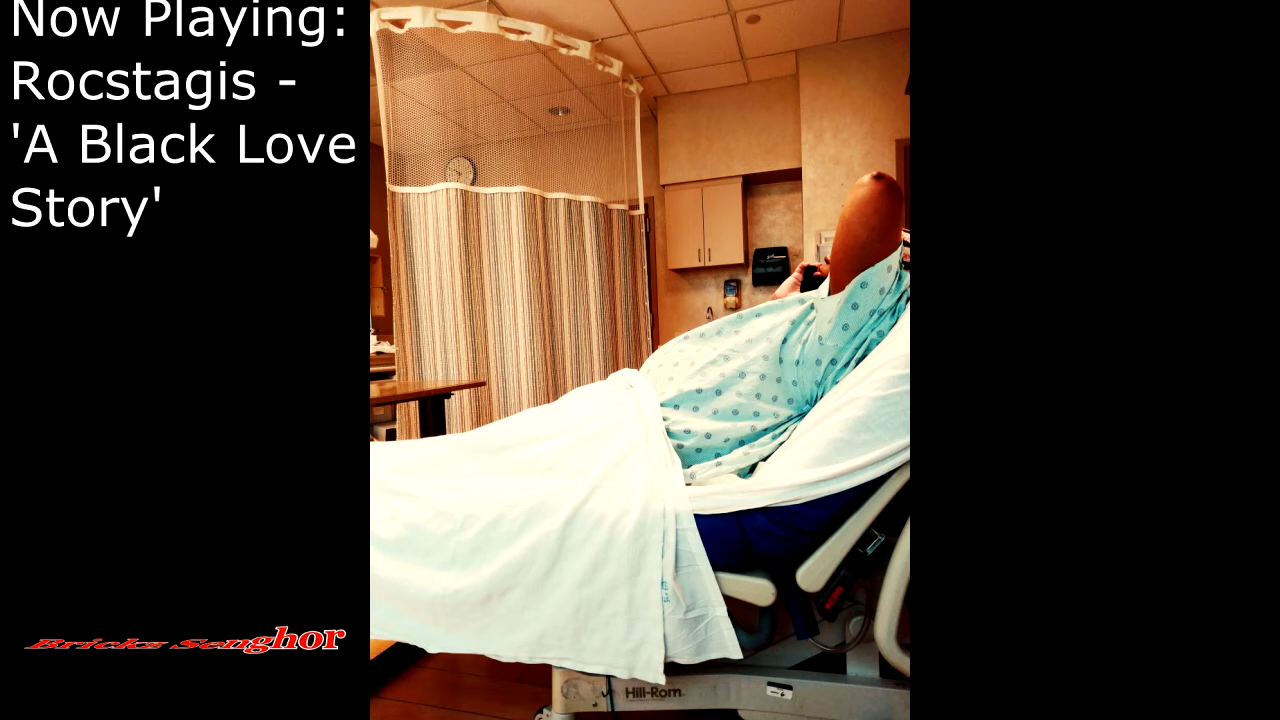 Now Playing:
Rocstagis -
'A Black Love
Story'
Brickz Senghor
Hill-Rom